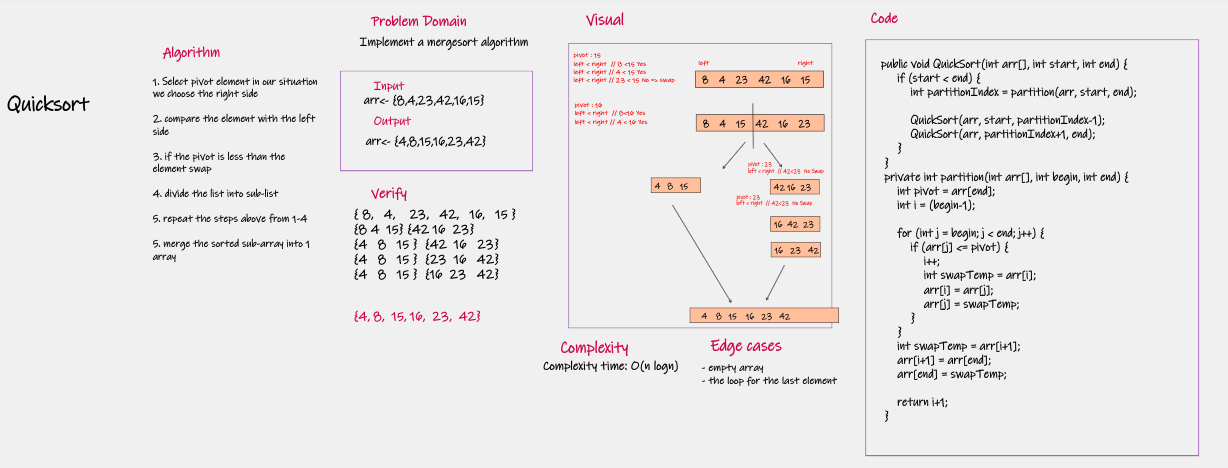 Quicksort
Algorithm
1. Select pivot element in our situation
we choose the right side
2. compare the element with the left
side
3. if the pivot is less than the
element swap
4. divide the list into sub-list
5. repeat the steps above from 1-4
5. merge the sorted sub-array into 1
array
Problem Domain
Implement a mergesort algorithm
Input
arr<- {8,4,23,42,16,15}
Output
arr<- {4,8,15,16,23,42}
Verify
{ 8, 4, 23, 42, 16, 15 }
{8 4 15} {42 16 23}
{4 8 15 } {42 16 23}
{4 8 15 } {23 16 42}
{4 8 15 } {16 23 42}
{4, 8, 15, 16, 23, 42}
Visual
pivot : 15
left < right // 8 <15 Yes
left < right // 4 < 15 Yes
left < right // 23 < 15 No => swap
pivot : 16
left < right // 8<16 Yes
left < right // 4 < 16 Yes
left right
8 4 23 42 16 15
8 4 15 42 16 23
pivot : 23
left < right // 42<23 No Swap
4 8 15
42 16 23
pivot : 23
left < right // 42<23 No Swap
16 42 23
16 23 42
4 8 15 16 23 42
Complexity
Complexity time: O(n logn)
Edge cases
- empty array
- the loop for the last element
Code
public void QuickSort(int arr[], int start, int end) {
if (start < end) {
int partitionIndex = partition(arr, start, end);
QuickSort(arr, start, partitionIndex-1);
QuickSort(arr, partitionIndex+1, end);
}
}
private int partition(int arr[], int begin, int end) {
int pivot = arr[end];
int i = (begin-1);
for (int j = begin; j < end; j++) {
if (arr[j] <= pivot) {
i++;
int swapTemp = arr[i];
arr[i] = arr[j];
arr[j] = swapTemp;
}
}
int swapTemp = arr[i+1];
arr[i+1] = arr[end];
arr[end] = swapTemp;
return i+1;
}